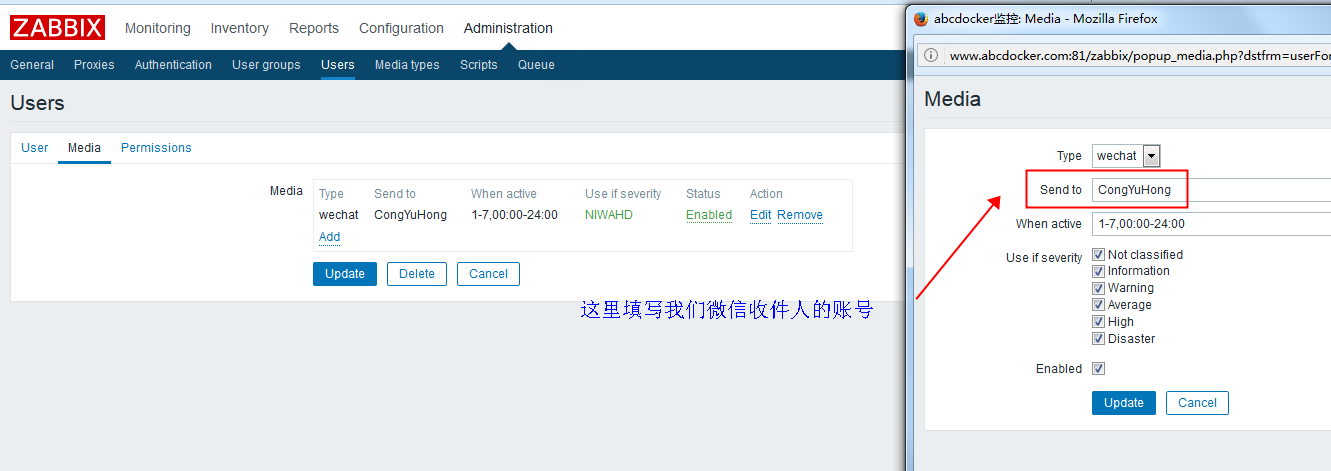 ZABBIX Monitoring Inventory Reports Configuration Administration
General Proxies Authentication User groups Users Media types Scripts Queue
Users
User Media Permissions
Media
Type Send to When active Use if severity Status Action
wechat CongYuHong 1-7,00:00-24:00 NIWAHD Enabled Edit Remove
Add
Update Delete Cancel
这里填写我们微信收件人的账号
abcdocker监控: Media - Mozilla Firefox
www.abcdocker.com:81/zabbix/popup_media.php?dstfrm=userFor
Media
Type wechat
Send to CongYuHong
When active 1-7,00:00-24:00
Use if severity Not classified
Information
Warning
Average
High
Disaster
Enabled
Update Cancel